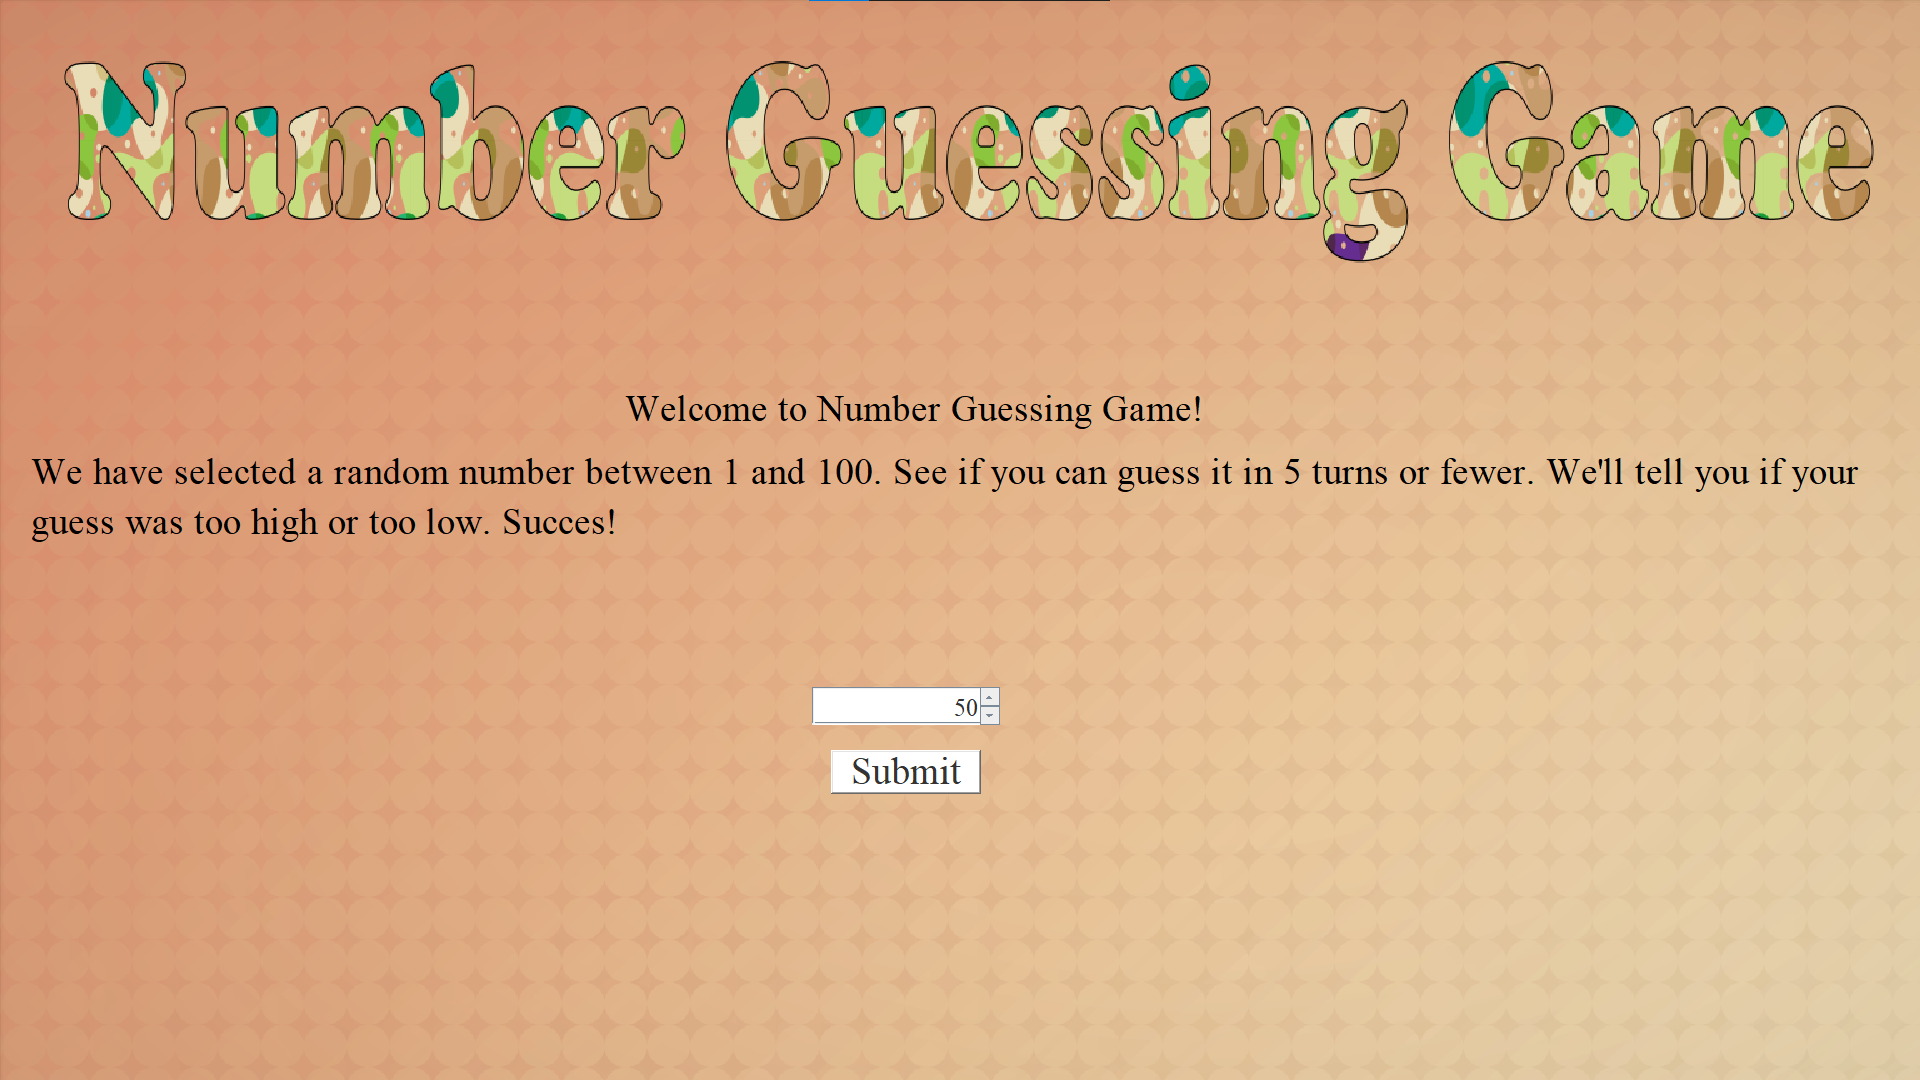 Number Guessing Game
Welcome to Number Guessing Game!
We have selected a random number between 1 and 100. See if you can guess it in 5 turns or fewer. We'll tell you if your
guess was too high or too low. Succes!
50
Submit